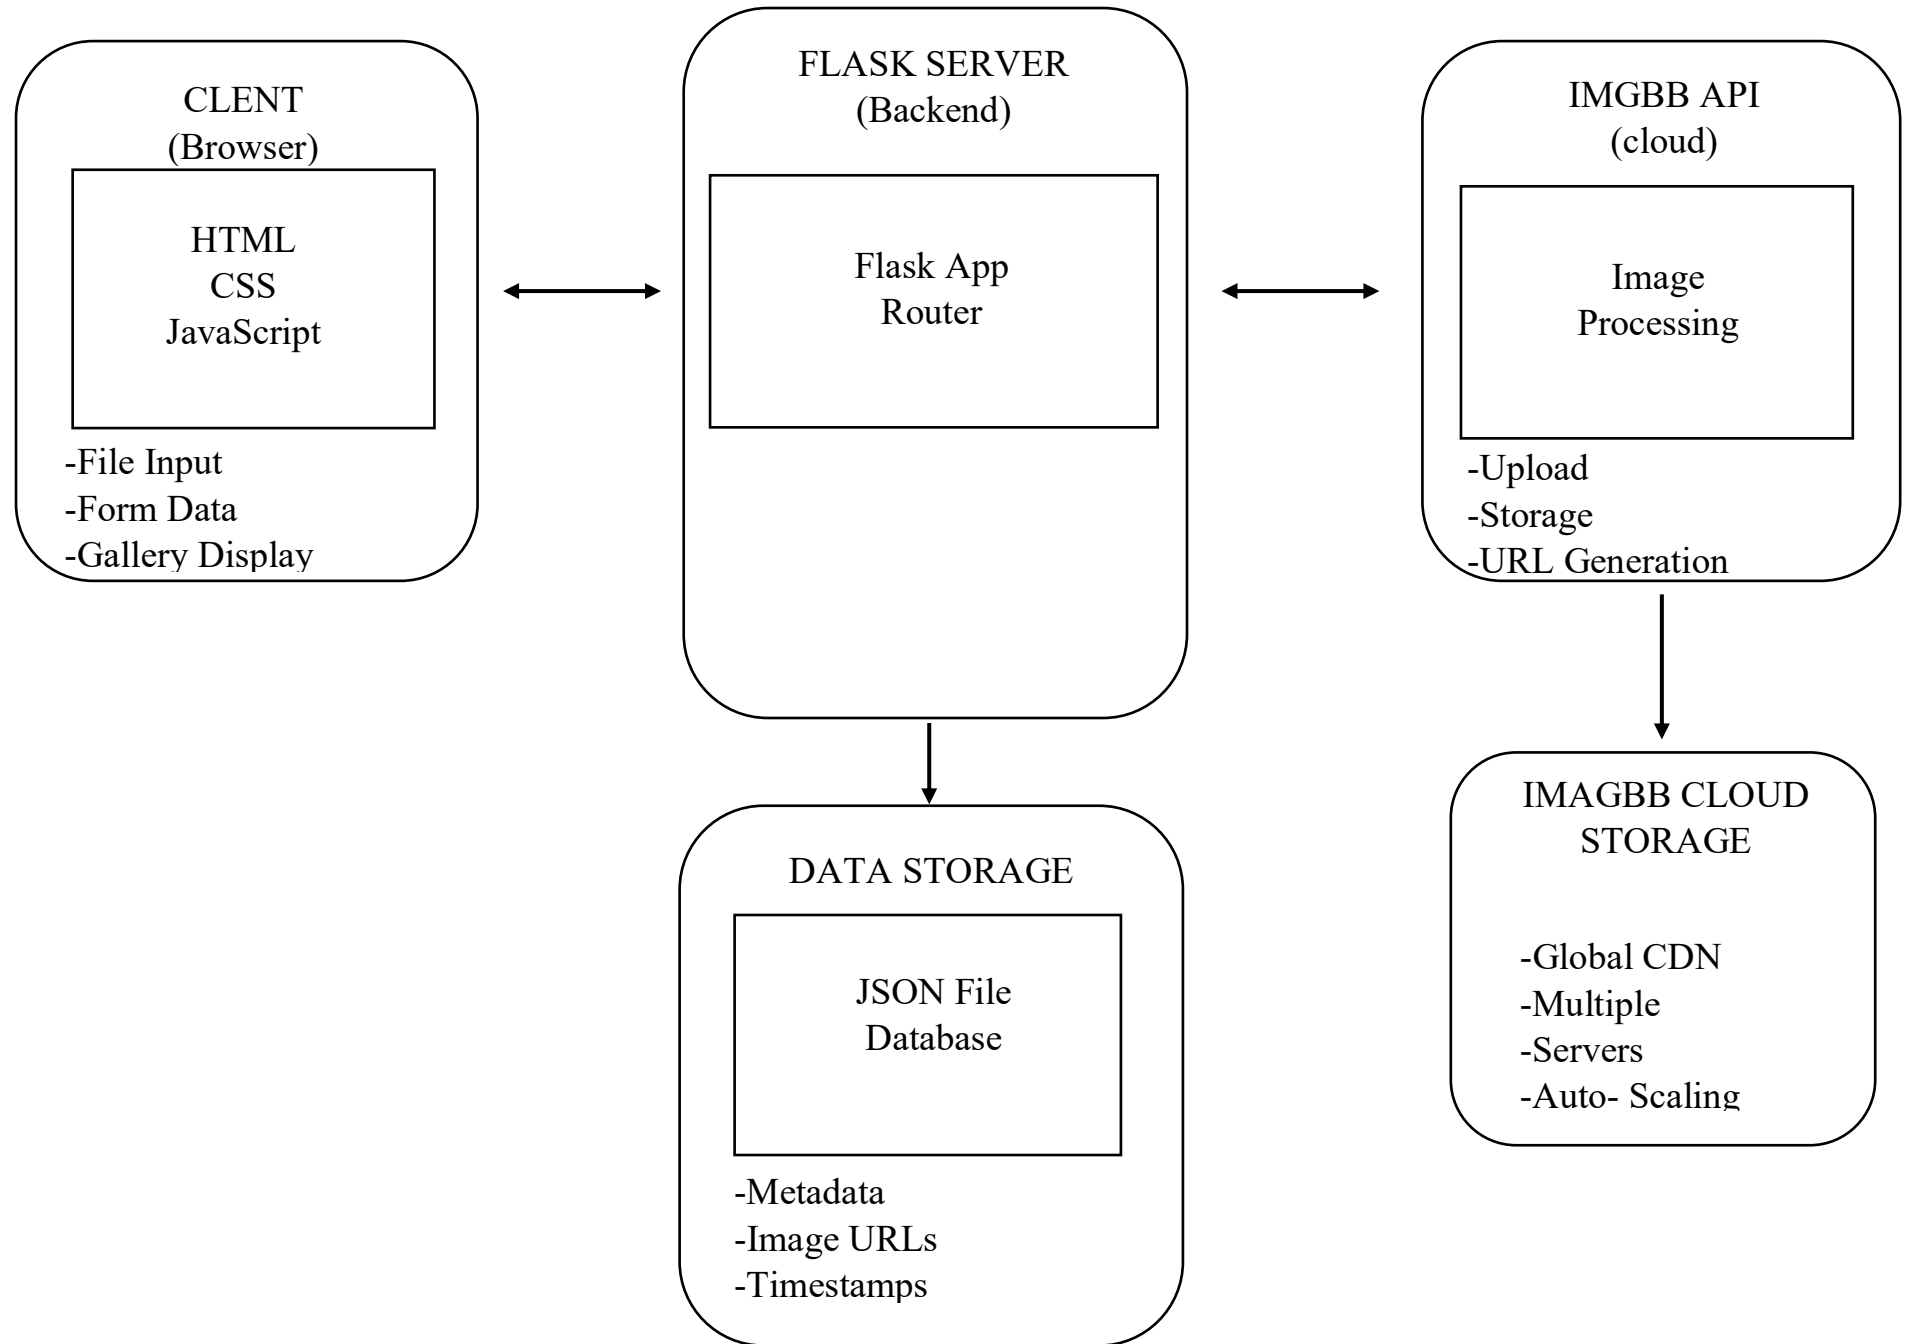 CLENT
(Browser)
HTML
CSS
JavaScript
-File Input
-Form Data
-Gallery Display
FLASK SERVER
(Backend)
Flask App
Router
IMGBB API
(cloud)
Image
Processing
-Upload
-Storage
-URL Generation
DATA STORAGE
JSON File
Database
-Metadata
-Image URLs
-Timestamps
IMAGBB CLOUD
STORAGE
-Global CDN
-Multiple
-Servers
-Auto- Scaling